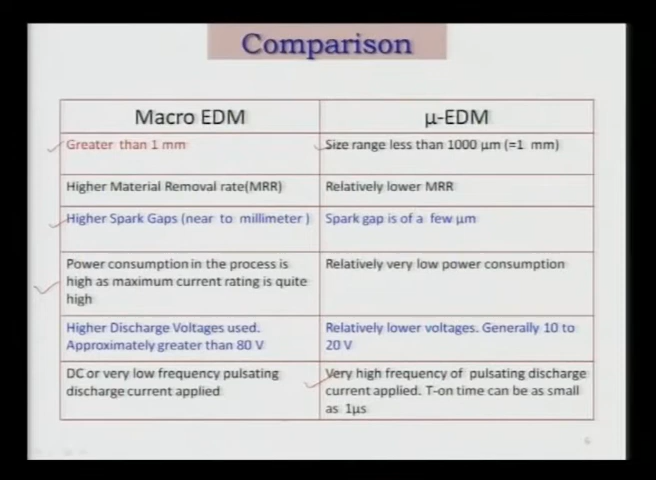 Comparison
Macro EDM
μ-EDM
Greater than 1 mm
Size range less than 1000 μm (=1 mm)
Higher Material Removal rate(MRR)
Relatively lower MRR
Higher Spark Gaps (near to millimeter )
Spark gap is of a few μm
Power consumption in the process is
high as maximum current rating is quite
high
Relatively very low power consumption
Higher Discharge Voltages used.
Approximately greater than 80 V
Relatively lower voltages. Generally 10 to
20 V
DC or very low frequency pulsating
discharge current applied
Very high frequency of pulsating discharge
current applied. T-on time can be as small
as 1μs
6